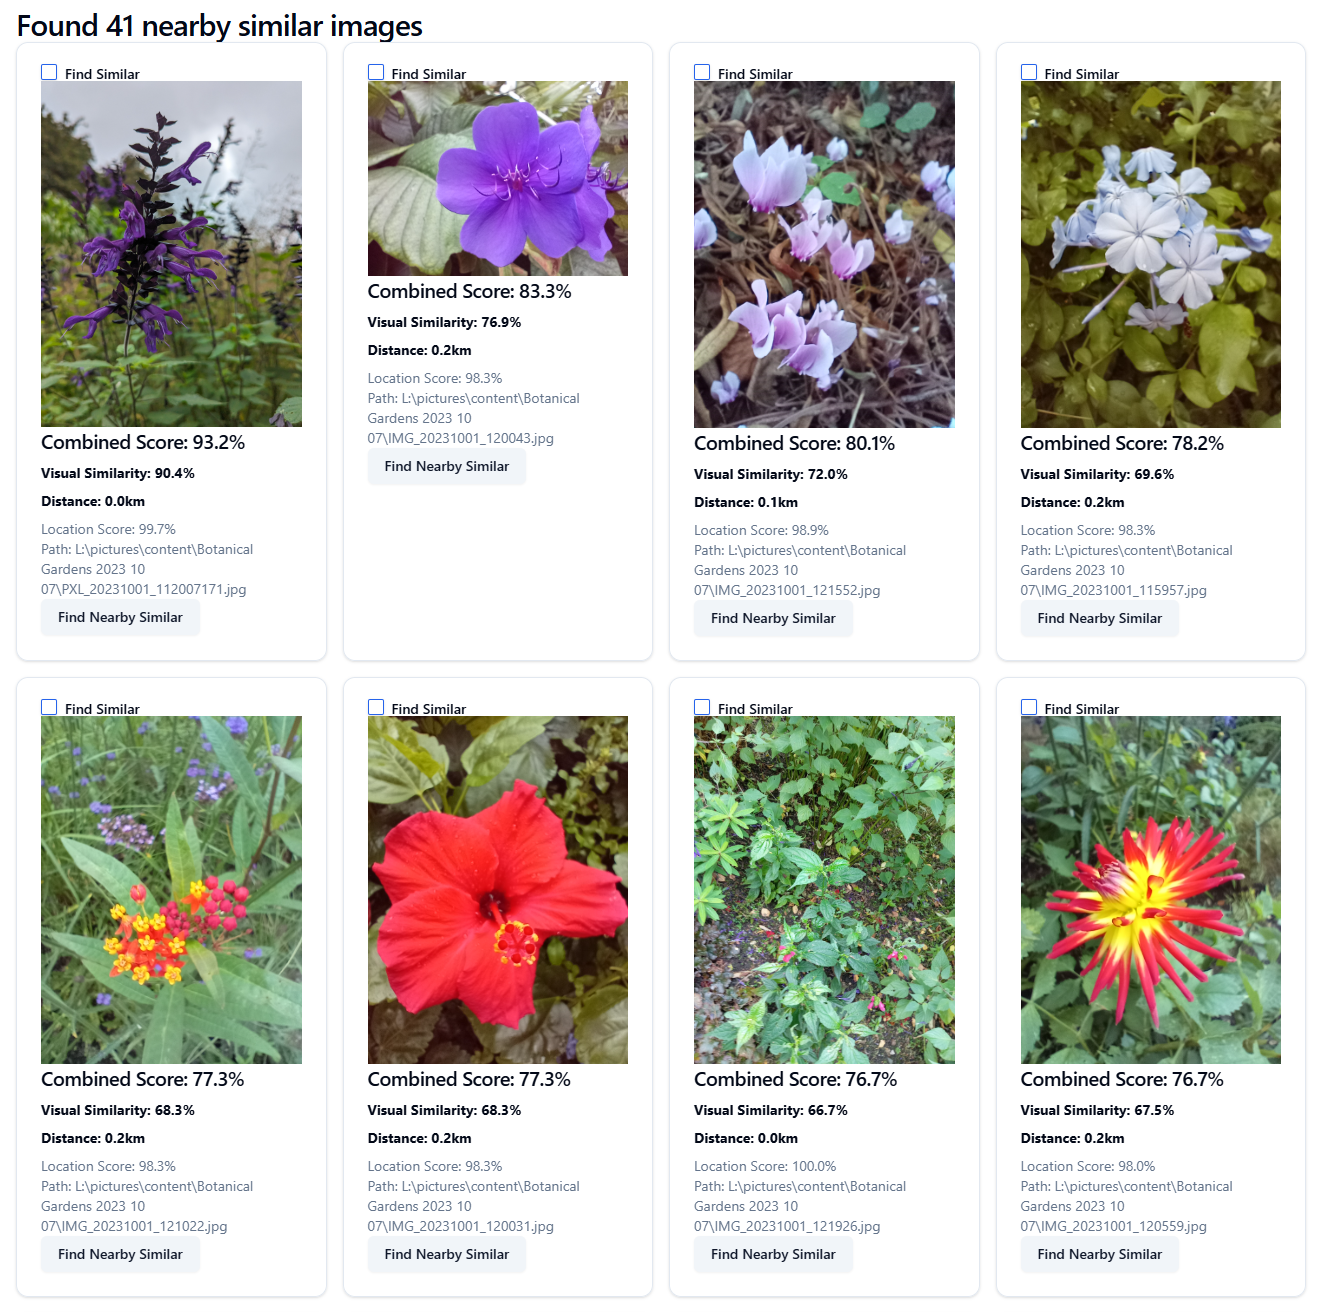 Found 41 nearby similar images
Find Similar
Combined Score: 93.2%
Visual Similarity: 90.4%
Distance: 0.0km
Location Score: 99.7%
Path: L:\pictures\content\Botanical
Gardens 2023 10
07\PXL_20231001_112007171.jpg
Find Nearby Similar
Find Similar
Combined Score: 83.3%
Visual Similarity: 76.9%
Distance: 0.2km
Location Score: 98.3%
Path: L:\pictures\content\Botanical
Gardens 2023 10
07\IMG_20231001_120043.jpg
Find Nearby Similar
Find Similar
Combined Score: 80.1%
Visual Similarity: 72.0%
Distance: 0.1km
Location Score: 98.9%
Path: L:\pictures\content\Botanical
Gardens 2023 10
07\IMG_20231001_121552.jpg
Find Nearby Similar
Find Similar
Combined Score: 78.2%
Visual Similarity: 69.6%
Distance: 0.2km
Location Score: 98.3%
Path: L:\pictures\content\Botanical
Gardens 2023 10
07\IMG_20231001_115957.jpg
Find Nearby Similar
Find Similar
Combined Score: 77.3%
Visual Similarity: 68.3%
Distance: 0.2km
Location Score: 98.3%
Path: L:\pictures\content\Botanical
Gardens 2023 10
07\IMG_20231001_121022.jpg
Find Nearby Similar
Find Similar
Combined Score: 77.3%
Visual Similarity: 68.3%
Distance: 0.2km
Location Score: 98.3%
Path: L:\pictures\content\Botanical
Gardens 2023 10
07\IMG_20231001_120031.jpg
Find Nearby Similar
Find Similar
Combined Score: 76.7%
Visual Similarity: 66.7%
Distance: 0.0km
Location Score: 100.0%
Path: L:\pictures\content\Botanical
Gardens 2023 10
07\IMG_20231001_121926.jpg
Find Nearby Similar
Find Similar
Combined Score: 76.7%
Visual Similarity: 67.5%
Distance: 0.2km
Location Score: 98.0%
Path: L:\pictures\content\Botanical
Gardens 2023 10
07\IMG_20231001_120559.jpg
Find Nearby Similar